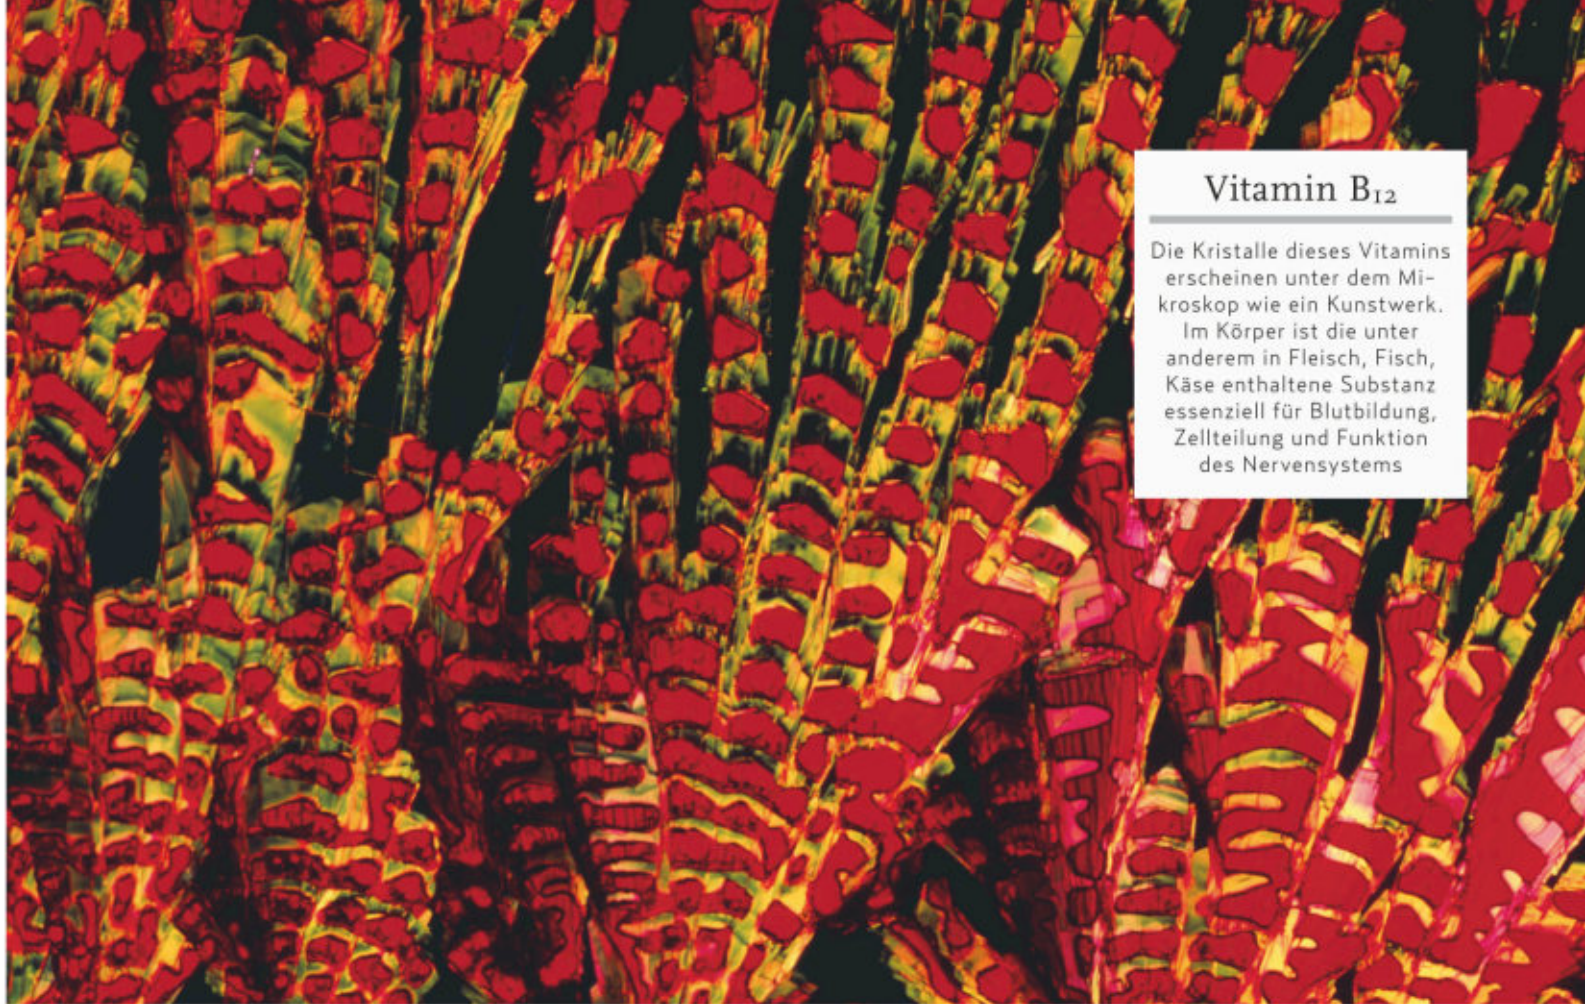 Vitamin B₁₂
Die Kristalle dieses Vitamins
erscheinen unter dem Mi-
kroskop wie ein Kunstwerk.
Im Körper ist die unter
anderem in Fleisch, Fisch,
Käse enthaltene Substanz
essenziell für Blutbildung,
Zellteilung und Funktion
des Nervensystems